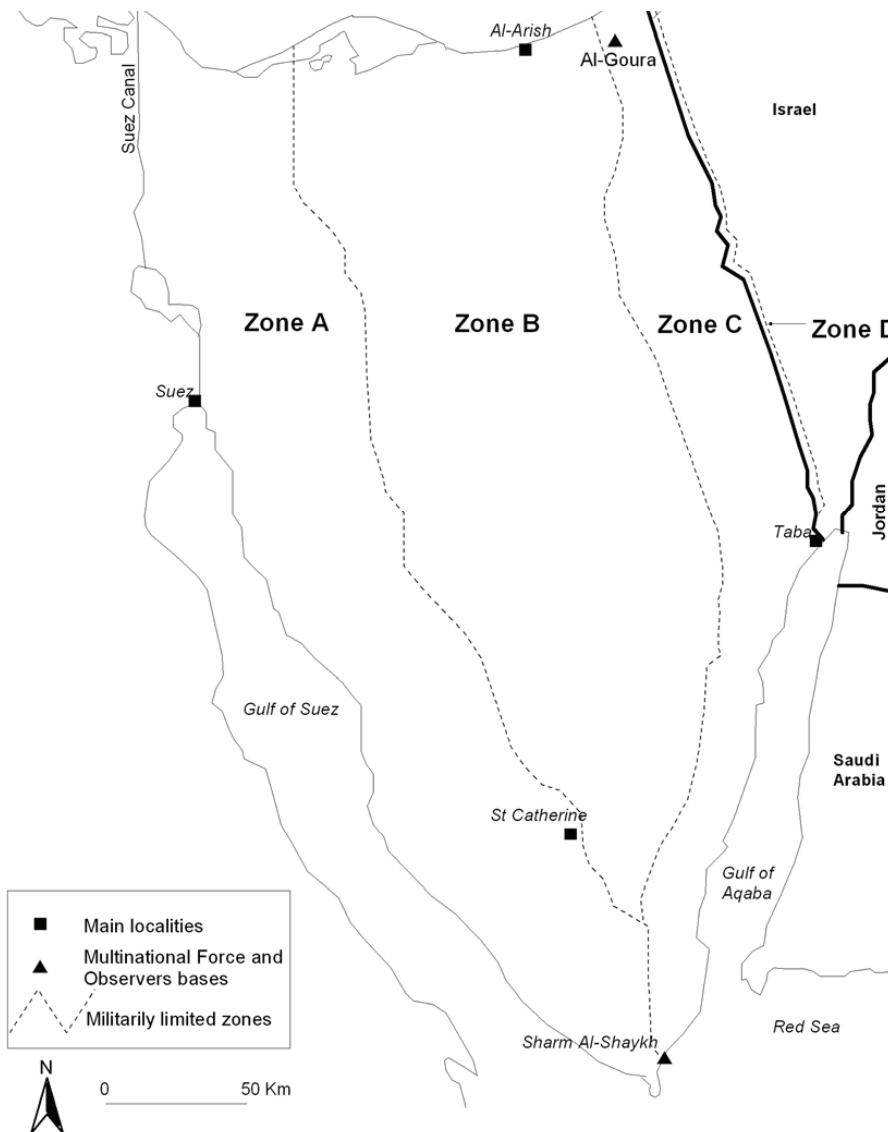 Al-Arish
Al-Goura
Suez Canal
Israel
Zone A
Zone B
Zone C
Zone D
Suez
Jordan
Taba
Gulf of Suez
Saudi
Arabia
St Catherine
Gulf of
Aqaba
Main localities
Multinational Force and
Observers bases
Militarily limited zones
Red Sea
Sharm Al-Shaykh
N
0 50 Km